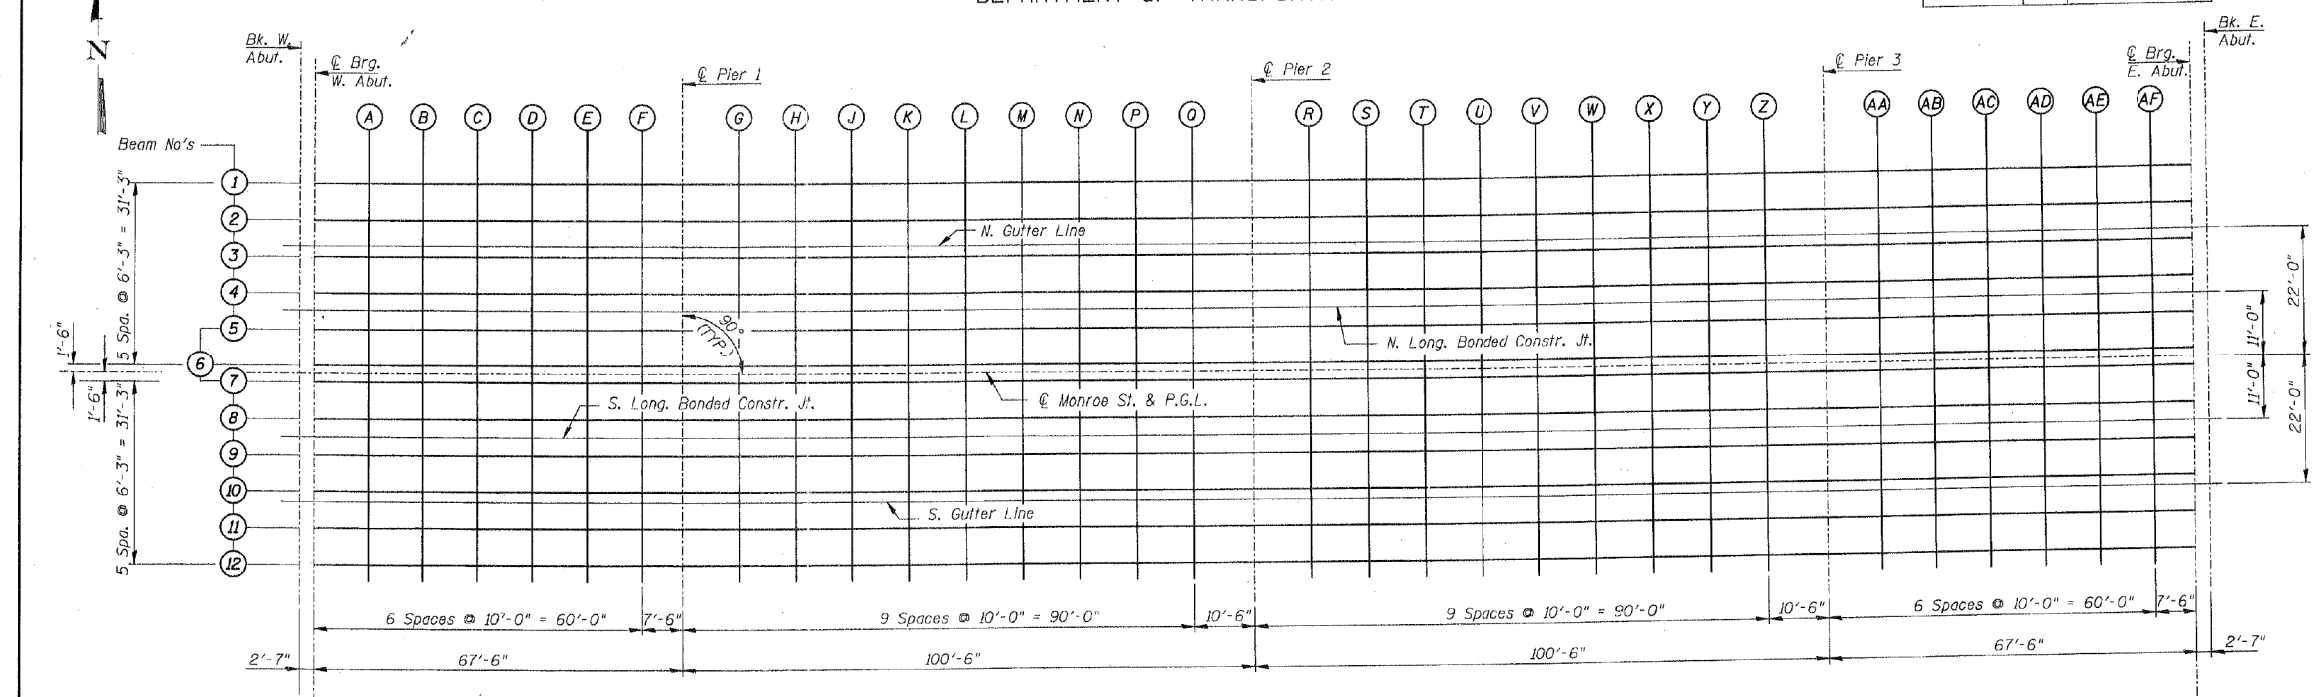 N
Bk. W.
Abut.
℄ Brg.
W. Abut.
℄ Pier 1
℄ Pier 2
℄ Pier 3
℄ Brg.
E. Abut.
Bk. E.
Abut.
A B C D E F G H J K L M N P Q R S T U V W X Y Z AA AB AC AD AE AF
Beam No's
1
2
3
4
5
6
7
8
9
10
11
12
5 Spa. @ 6'-3" = 31'-3"
1'-6"
1'-6"
5 Spa. @ 6'-3" = 31'-3"
N. Gutter Line
90°
(TYP.)
N. Long. Bonded Constr. Jt.
℄ Monroe St. & P.G.L.
S. Long. Bonded Constr. Jt.
S. Gutter Line
11'-0"
11'-0"
22'-0"
22'-0"
6 Spaces @ 10'-0" = 60'-0"
7'-6"
9 Spaces @ 10'-0" = 90'-0"
10'-6"
9 Spaces @ 10'-0" = 90'-0"
10'-6"
6 Spaces @ 10'-0" = 60'-0"
7'-6"
2'-7"
67'-6"
100'-6"
100'-6"
67'-6"
2'-7"